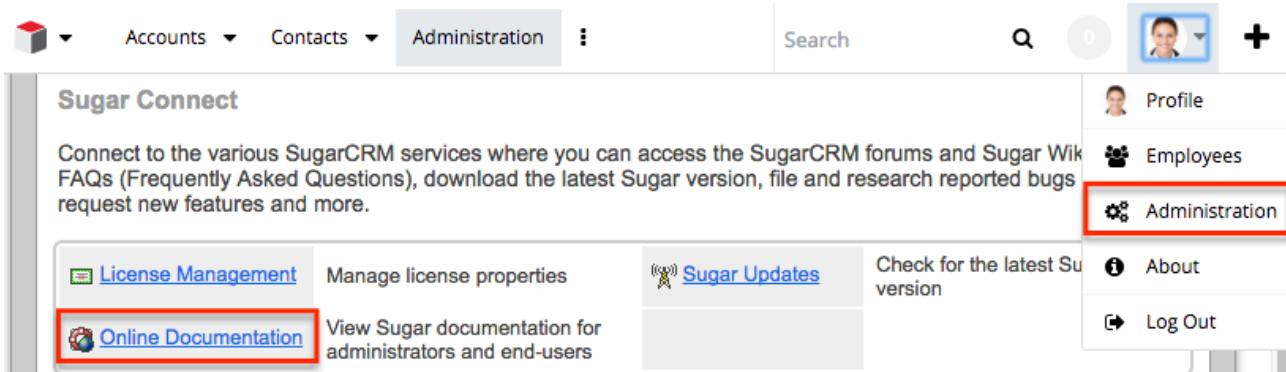 Accounts Contacts Administration Search 0
Sugar Connect
Connect to the various SugarCRM services where you can access the SugarCRM forums and Sugar Wik
FAQs (Frequently Asked Questions), download the latest Sugar version, file and research reported bugs
request new features and more.
License Management
Manage license properties
Sugar Updates
Check for the latest Su
version
Online Documentation
View Sugar documentation for
administrators and end-users
Profile
Employees
Administration
About
Log Out